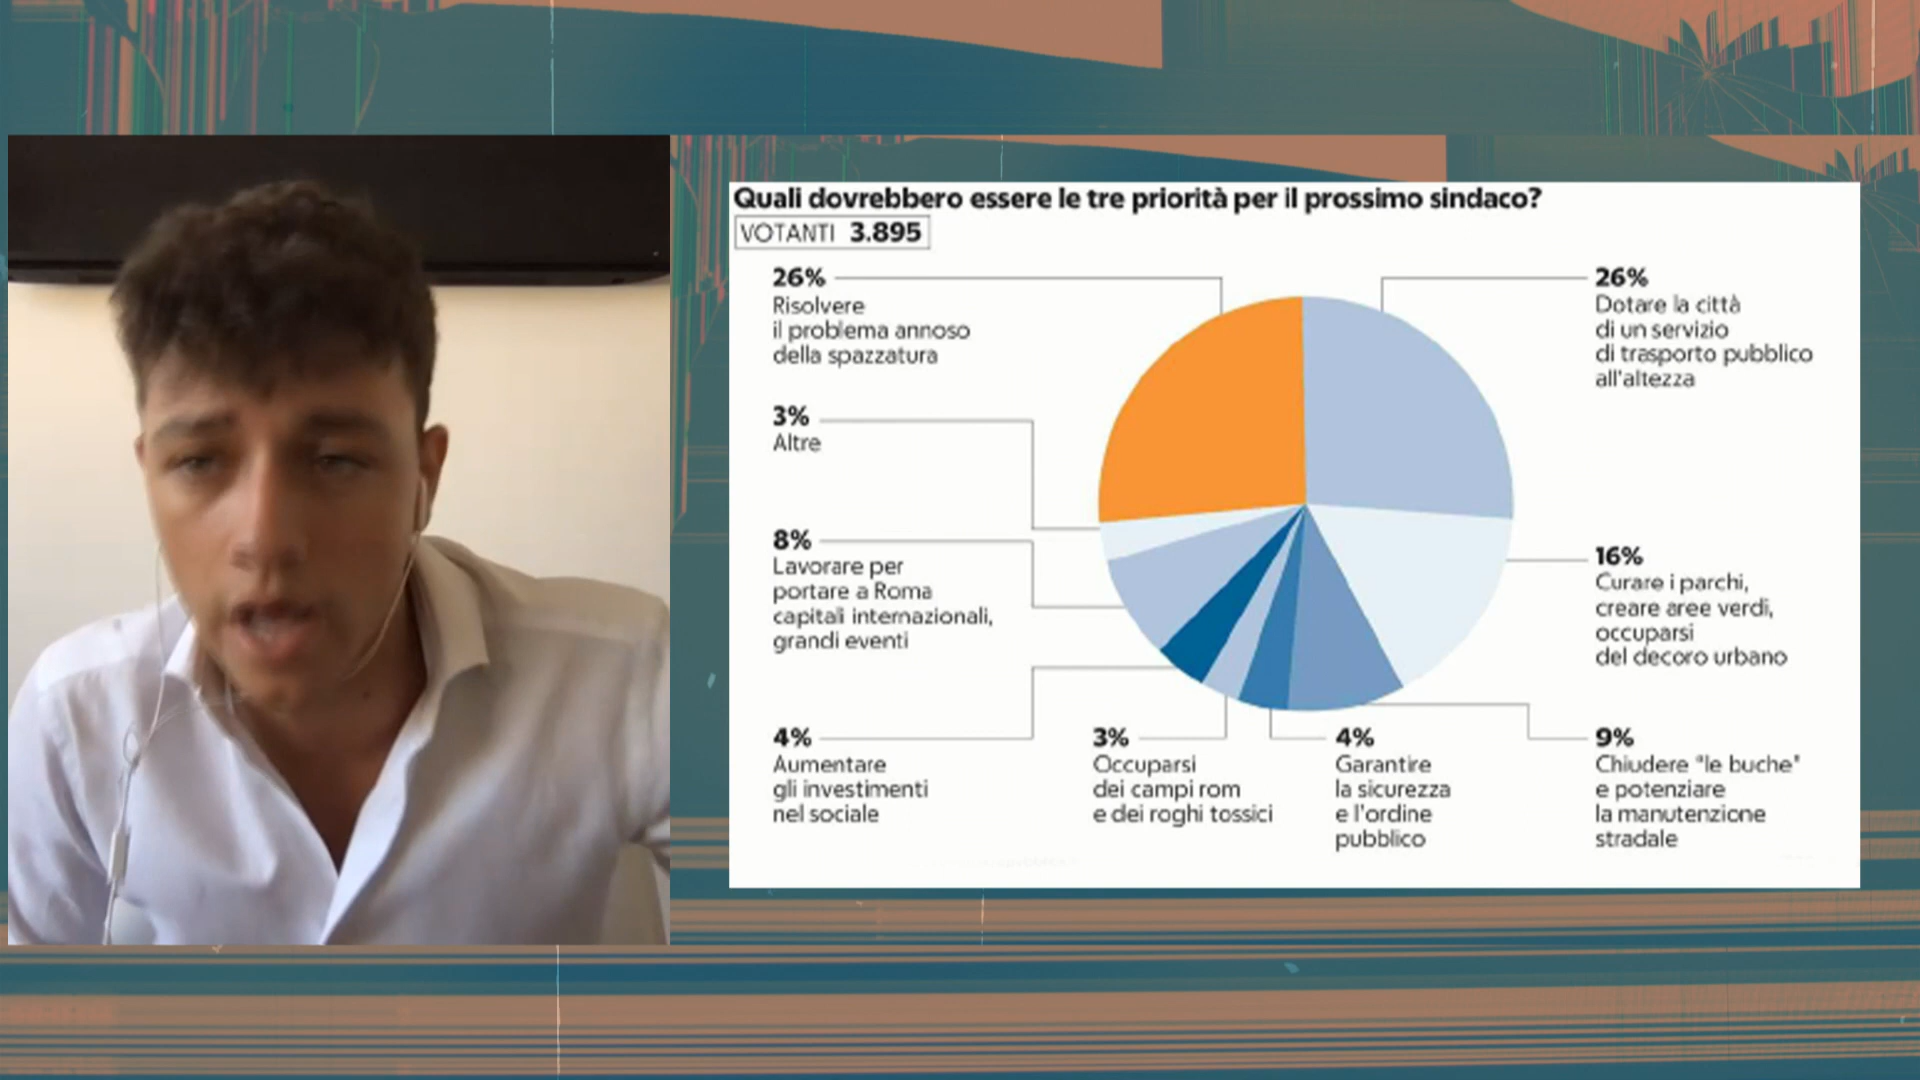 Quali dovrebbero essere le tre priorità per il prossimo sindaco?
VOTANTI 3.895
26%
Risolvere
il problema annoso
della spazzatura
26%
Dotare la città
di un servizio
di trasporto pubblico
all'altezza
3%
Altre
8%
Lavorare per
portare a Roma
capitali internazionali,
grandi eventi
16%
Curare i parchi,
creare aree verdi,
occuparsi
del decoro urbano
4%
Aumentare
gli investimenti
nel sociale
3%
Occuparsi
dei campi rom
e dei roghi tossici
4%
Garantire
la sicurezza
e l'ordine
pubblico
9%
Chiudere "le buche"
e potenziare
la manutenzione
stradale